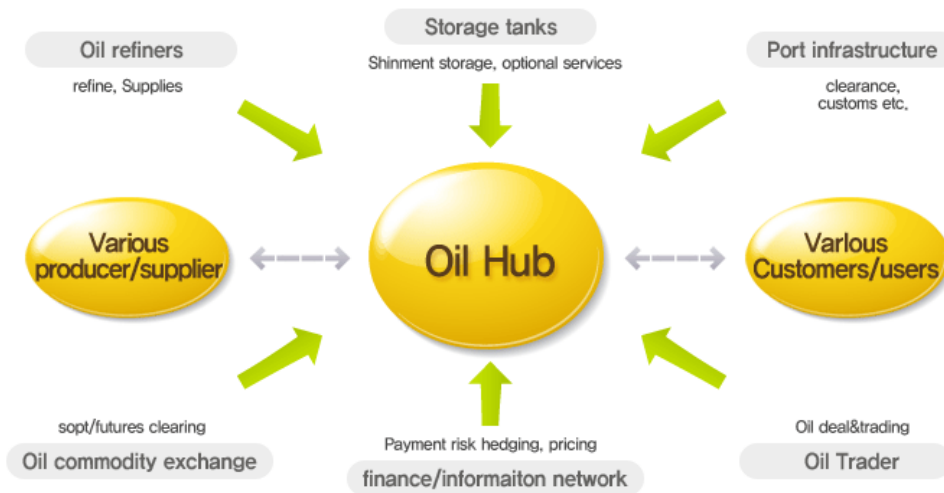 Oil refiners
refine, Supplies
Storage tanks
Shinment storage, optional services
Port infrastructure
clearance,
customs etc.
Various
producer/supplier
Oil Hub
Varlous
Customers/users
sopt/futures clearing
Oil commodity exchange
Payment risk hedging, pricing
finance/informaiton network
Oil deal&trading
Oil Trader